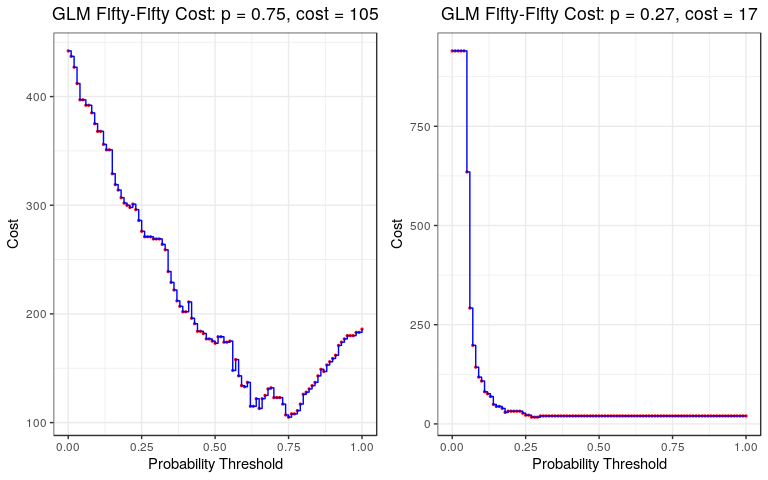 GLM Fifty-Fifty Cost: p = 0.75, cost = 105
Cost
400
300
200
100
0.00 0.25 0.50 0.75 1.00
Probability Threshold
GLM Fifty-Fifty Cost: p = 0.27, cost = 17
Cost
750
500
250
0
0.00 0.25 0.50 0.75 1.00
Probability Threshold